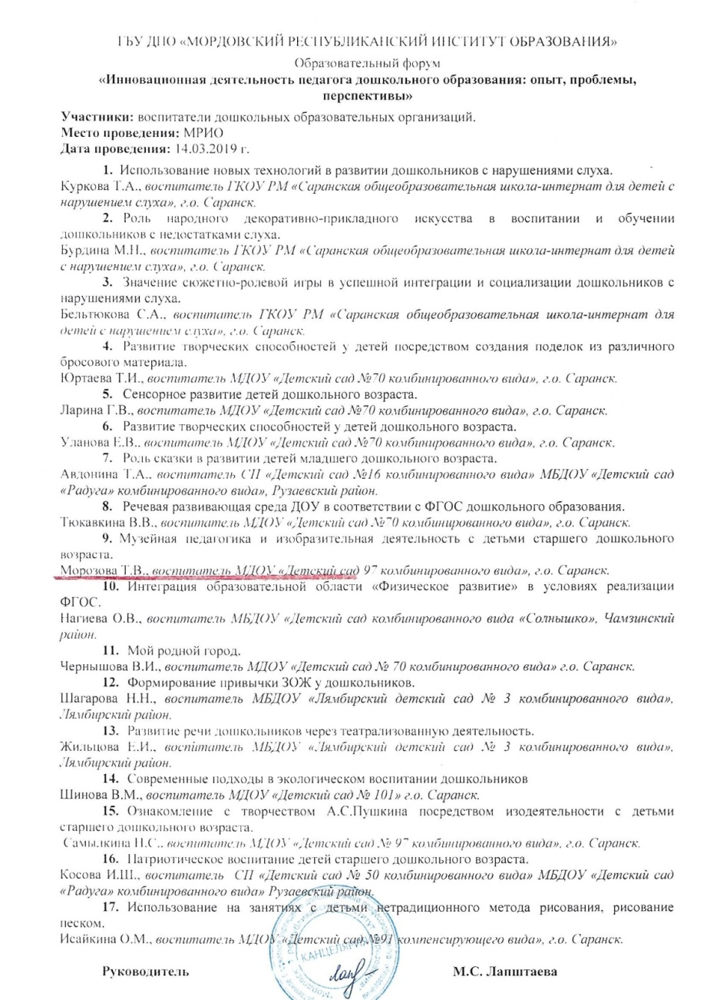 ГБУ ДПО «МОРДОВСКИЙ РЕСПУБЛИКАНСКИЙ ИНСТИТУТ ОБРАЗОВАНИЯ»
Образовательный форум
«Инновационная деятельность педагога дошкольного образования: опыт, проблемы,
перспективы»
Участники: воспитатели дошкольных образовательных организаций.
Место проведения: МРИО
Дата проведения: 14.03.2019 г.
1. Использование новых технологий в развитии дошкольников с нарушениями слуха.
Куркова Т.А., воспитатель ГКОУ РМ «Саранская общеобразовательная школа-интернат для детей с
нарушением слуха», г.о. Саранск.
2. Роль народного декоративно-прикладного искусства в воспитании и обучении
дошкольников с недостатками слуха.
Бурдина М.Н., воспитатель ГКОУ РМ «Саранская общеобразовательная школа-интернат для детей
с нарушением слуха», г.о. Саранск.
3. Значение сюжетно-ролевой игры в успешной интеграции и социализации дошкольников с
нарушениями слуха.
Бельтюкова С.А., воспитатель ГКОУ РМ «Саранская общеобразовательная школа-интернат для
детей с нарушением слуха», г.о. Саранск.
4. Развитие творческих способностей у детей посредством создания поделок из различного
бросового материала.
Юртаева Т.И., воспитатель МДОУ «Детский сад №70 комбинированного вида», г.о. Саранск.
5. Сенсорное развитие детей дошкольного возраста.
Ларина Г.В., воспитатель МДОУ «Детский сад №70 комбинированного вида», г.о. Саранск.
6. Развитие творческих способностей у детей дошкольного возраста.
Уланова Е.В., воспитатель МДОУ «Детский сад №70 комбинированного вида», г.о. Саранск.
7. Роль сказки в развитии детей младшего дошкольного возраста.
Авдонина Т.А., воспитатель СП «Детский сад №16 комбинированного вида» МБДОУ «Детский сад
«Радуга» комбинированного вида», Рузаевский район.
8. Речевая развивающая среда ДОУ в соответствии с ФГОС дошкольного образования.
Тюкавкина В.В., воспитатель МДОУ «Детский сад №70 комбинированного вида», г.о. Саранск.
9. Музейная педагогика и изобразительная деятельность с детьми старшего дошкольного
возраста.
Морозова Т.В., воспитатель МДОУ «Детский сад 97 комбинированного вида», г.о. Саранск.
10. Интеграция образовательной области «Физическое развитие» в условиях реализации
ФГОС.
Нагиева О.В., воспитатель МБДОУ «Детский сад комбинированного вида «Солнышко», Чамзинский
район.
11. Мой родной город.
Чернышова В.И., воспитатель МДОУ «Детский сад № 70 комбинированного вида» г.о. Саранск.
12. Формирование привычки ЗОЖ у дошкольников.
Шагарова Н.Н., воспитатель МБДОУ «Лямбирский детский сад № 3 комбинированного вида»,
Лямбирский район.
13. Развитие речи дошкольников через театрализованную деятельность.
Жильцова Е.И., воспитатель МБДОУ «Лямбирский детский сад № 3 комбинированного вида»,
Лямбирский район.
14. Современные подходы в экологическом воспитании дошкольников
Шинова В.М., воспитатель МДОУ «Детский сад № 101» г.о. Саранск.
15. Ознакомление с творчеством А.С.Пушкина посредством изодеятельности с детьми
старшего дошкольного возраста.
Самылкина Н.С., воспитатель МДОУ «Детский сад № 97 комбинированного вида», г.о. Саранск.
16. Патриотическое воспитание детей старшего дошкольного возраста.
Косова И.Ш., воспитатель СП «Детский сад № 50 комбинированного вида» МБДОУ «Детский сад
«Радуга» комбинированного вида» Рузаевский район.
17. Использование на занятиях с детьми нетрадиционного метода рисования, рисование
песком.
Исайкина О.М., воспитатель МДОУ «Детский сад №91 компенсирующего вида», г.о. Саранск.
КАНЦЕЛЯРИЯ
Руководитель М.С. Лапштаева